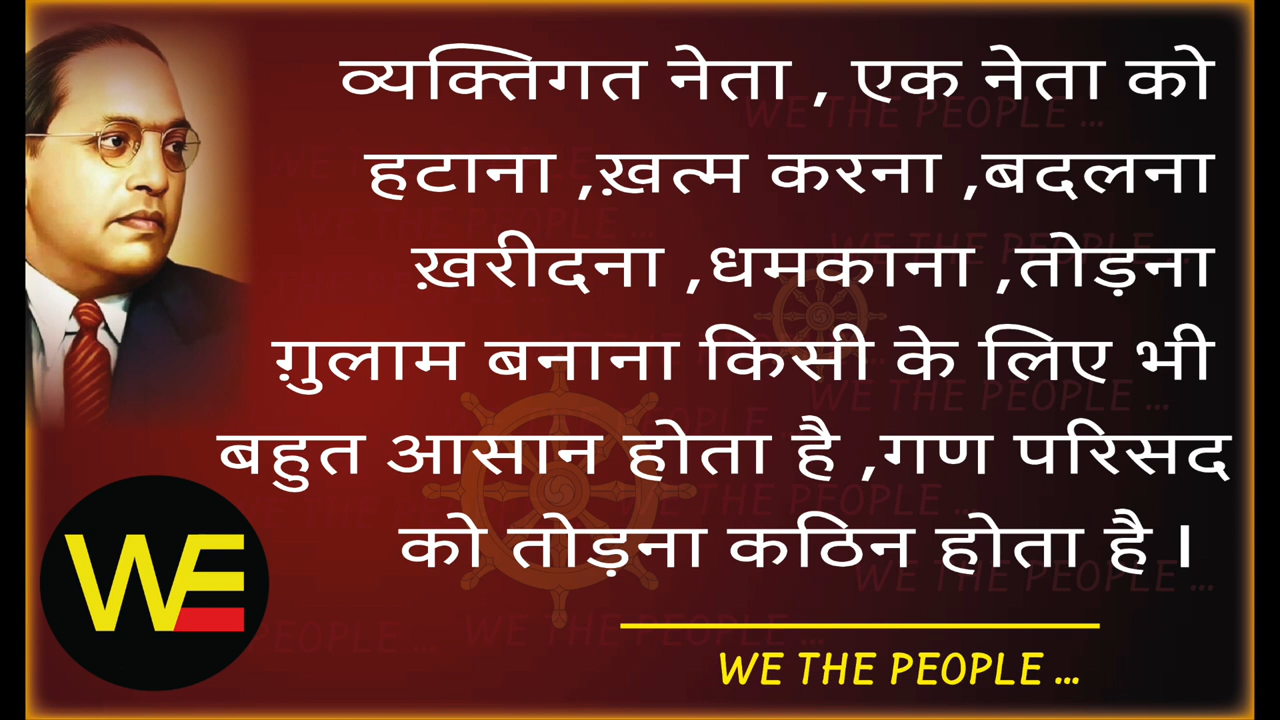 व्यक्तिगत नेता , एक नेता को
हटाना ,ख़त्म करना ,बदलना
ख़रीदना ,धमकाना ,तोड़ना
ग़ुलाम बनाना किसी के लिए भी
बहुत आसान होता है ,गण परिसद
को तोड़ना कठिन होता है ।
WE
WE THE PEOPLE ...